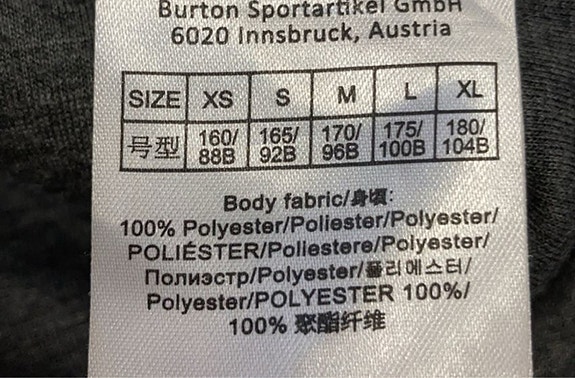 Burton Sportartikel GmbH
6020 Innsbruck, Austria
SIZE XS S M L XL
号型 160/88B 165/92B 170/96B 175/100B 180/104B
Body fabric/身頃:
100% Polyester/Poliester/Polyester/
POLIÉSTER/Poliestere/Polyester/
Полиэстр/Polyester/폴리에스터/
Polyester/POLYESTER 100%/
100% 聚酯纤维